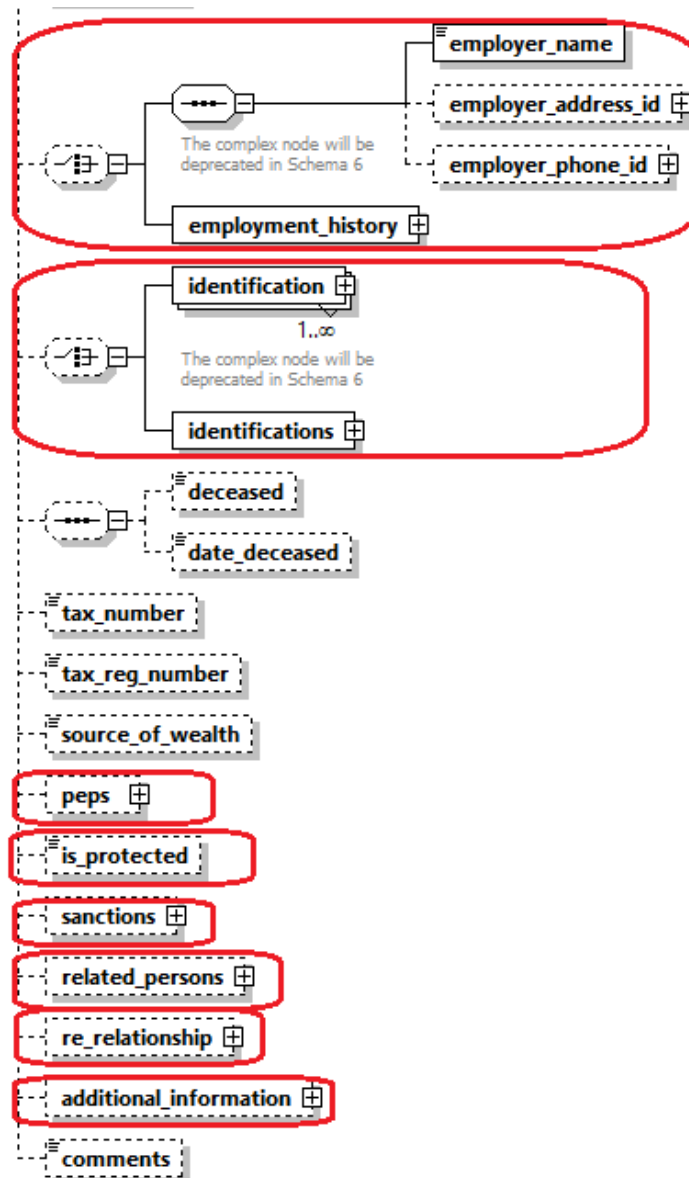 employer_name
employer_address_id
The complex node will be
deprecated in Schema 6
employer_phone_id
employment_history
identification
1..∞
The complex node will be
deprecated in Schema 6
identifications
deceased
date_deceased
tax_number
tax_reg_number
source_of_wealth
peps
is_protected
sanctions
related_persons
re_relationship
additional_information
comments